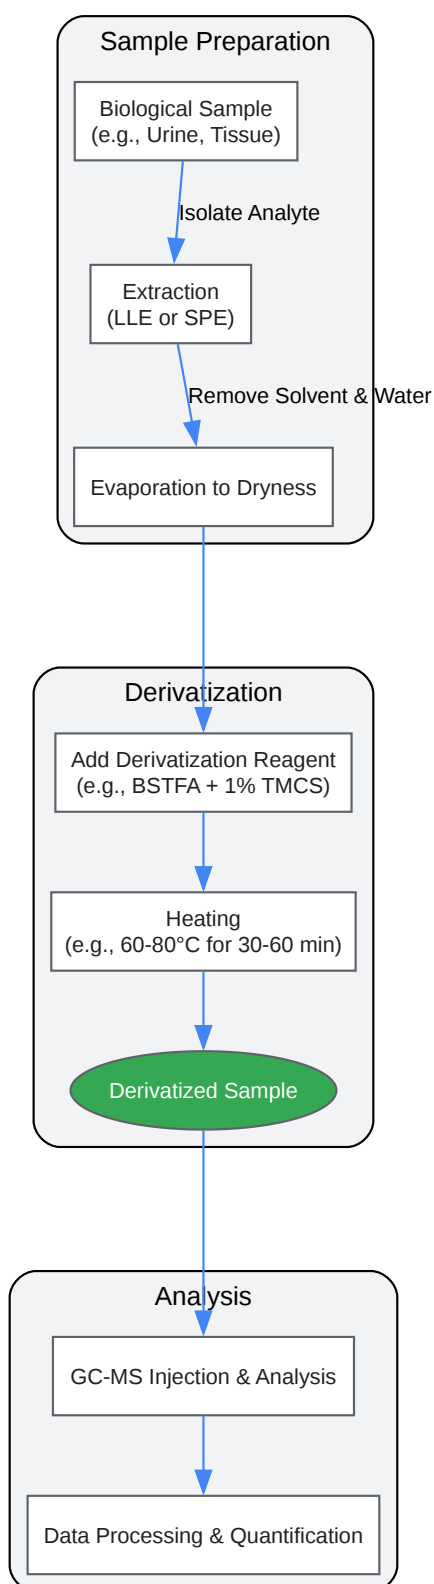 Sample Preparation
Biological Sample
(e.g., Urine, Tissue)
Isolate Analyte
Extraction
(LLE or SPE)
Remove Solvent & Water
Evaporation to Dryness
Derivatization
Add Derivatization Reagent
(e.g., BSTFA + 1% TMCS)
Heating
(e.g., 60-80°C for 30-60 min)
Derivatized Sample
Analysis
GC-MS Injection & Analysis
Data Processing & Quantification